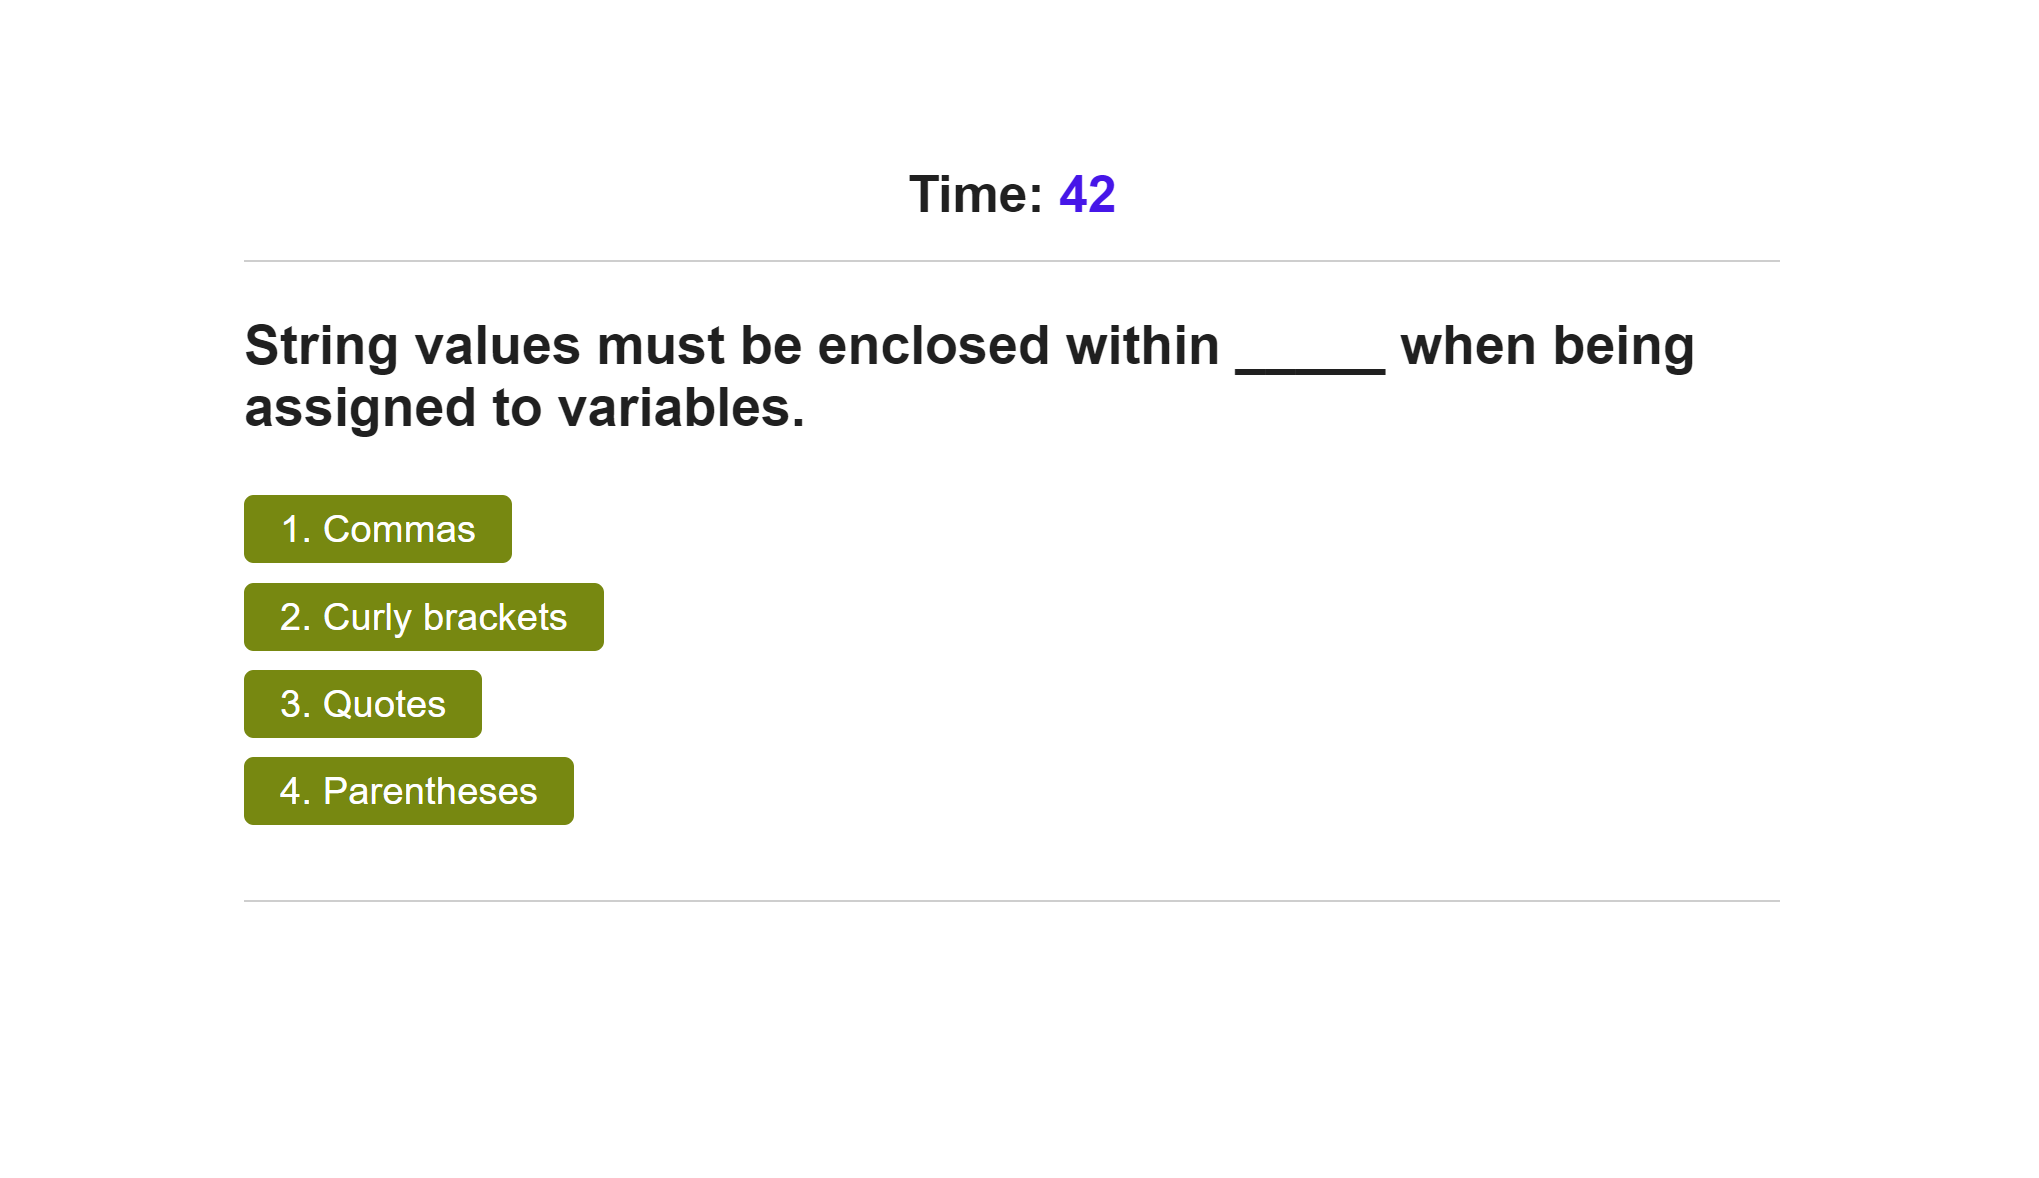 Time: 42
String values must be enclosed within _____ when being
assigned to variables.
1. Commas
2. Curly brackets
3. Quotes
4. Parentheses